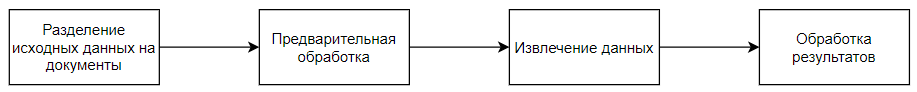 Разделение
исходных данных на
документы
Предварительная
обработка
Извлечение данных
Обработка
результатов